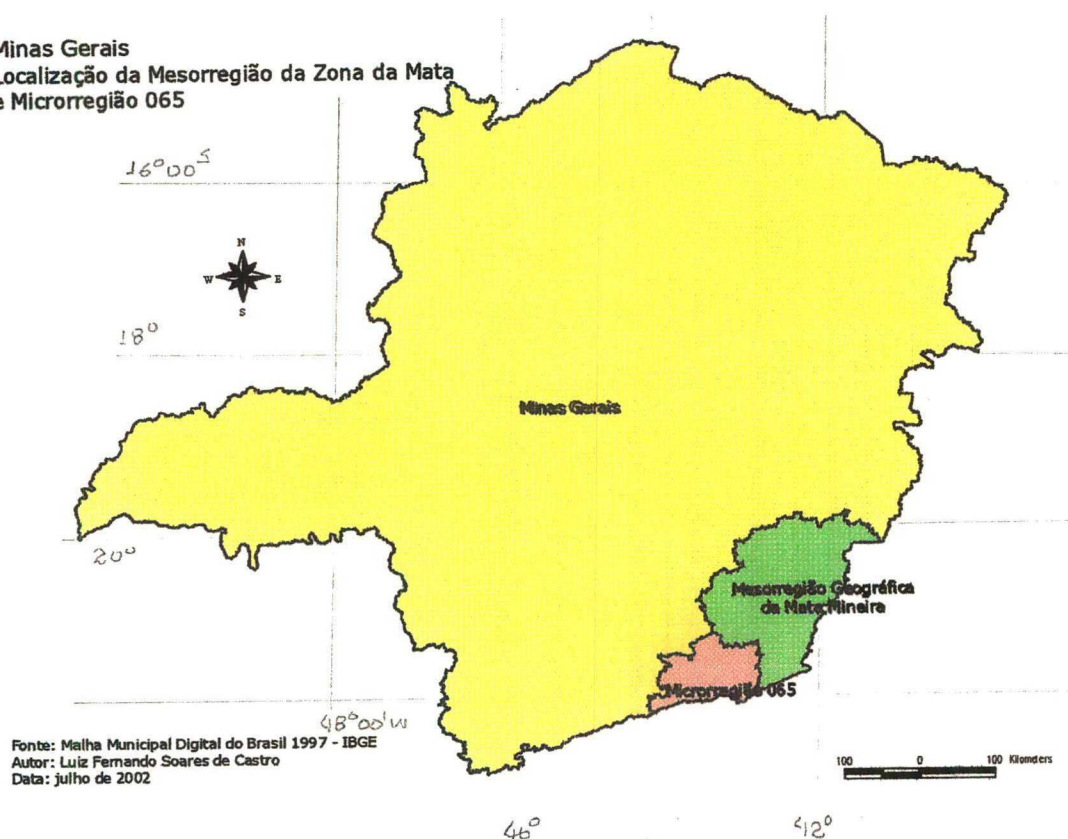 Minas Gerais
Localização da Mesorregião da Zona da Mata
e Microrregião 065
16°00'S
N
W E
S
18°
Minas Gerais
20°
Mesorregião Geográfica
da Mata Mineira
Microrregião 065
48°00'W
Fonte: Malha Municipal Digital do Brasil 1997 - IBGE
Autor: Luiz Fernando Soares de Castro
Data: julho de 2002
100 0 100 Kilometers
46° 42°